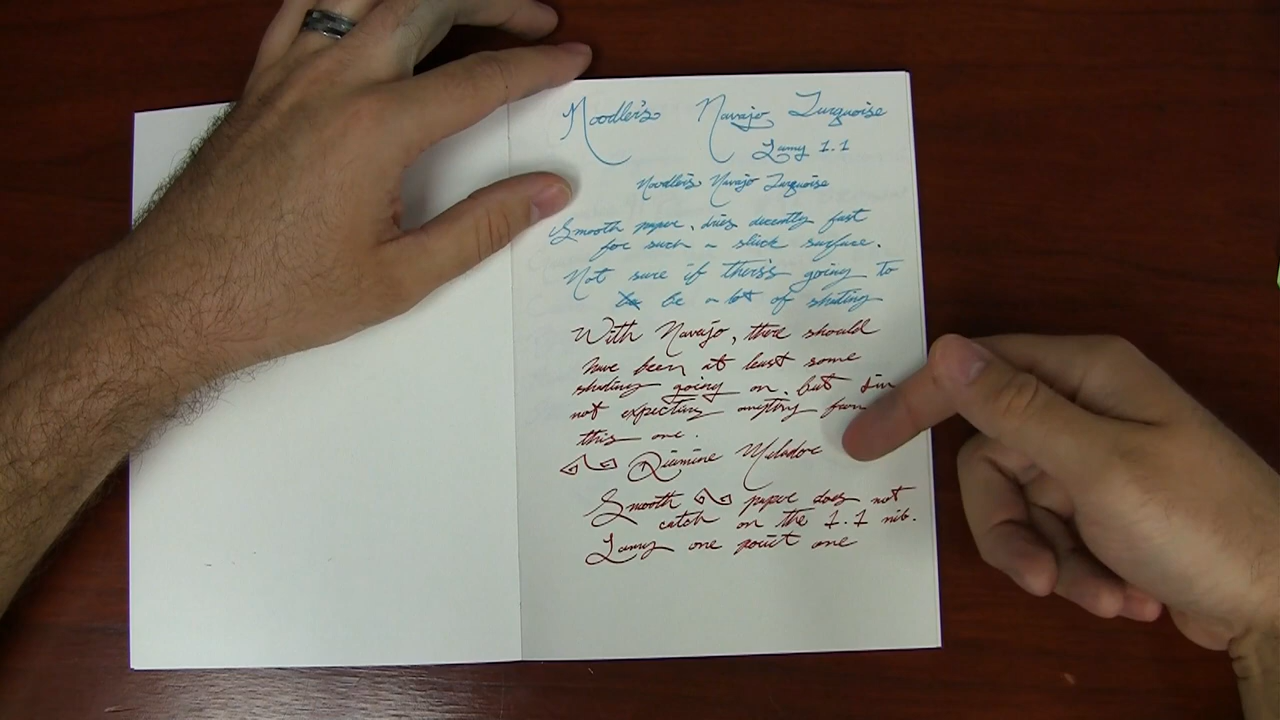 Noodler's Navajo Turquoise
Lamy 1.1
Noodler's Navajo Turquoise
Smooth paper, dries decently fast
for such a slick surface.
Not sure if there's going to
be a lot of shading
With Navajo, there should
have been at least some
shading going on, but I'm
not expecting anything from
this one.
Diamine Matador
Smooth paper does not
catch on the 1.1 nib.
Lamy one point one